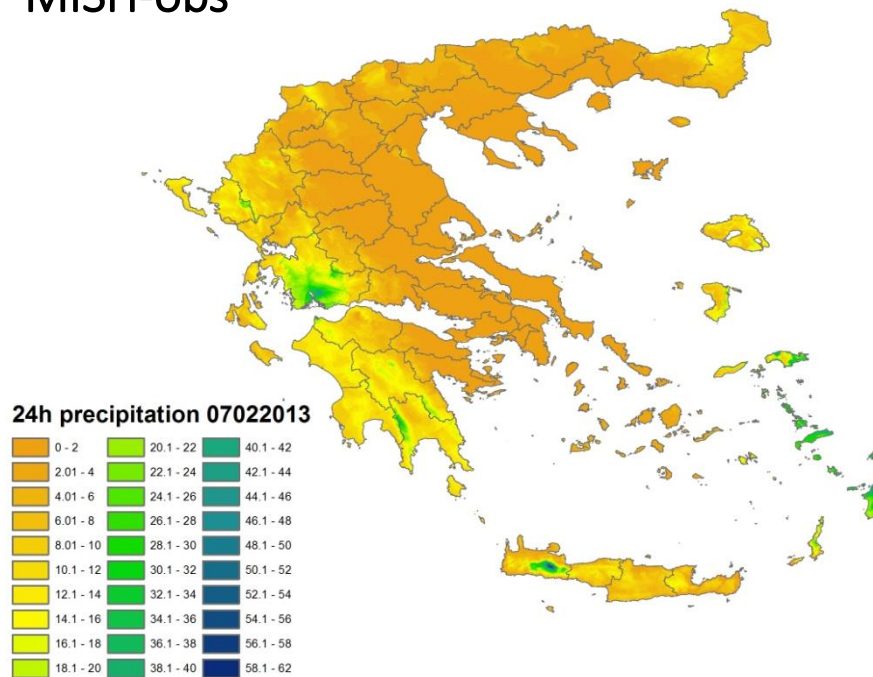 MISH-obs
24h precipitation 07022013
0 - 2
2.01 - 4
4.01 - 6
6.01 - 8
8.01 - 10
10.1 - 12
12.1 - 14
14.1 - 16
16.1 - 18
18.1 - 20
20.1 - 22
22.1 - 24
24.1 - 26
26.1 - 28
28.1 - 30
30.1 - 32
32.1 - 34
34.1 - 36
36.1 - 38
38.1 - 40
40.1 - 42
42.1 - 44
44.1 - 46
46.1 - 48
48.1 - 50
50.1 - 52
52.1 - 54
54.1 - 56
56.1 - 58
58.1 - 62